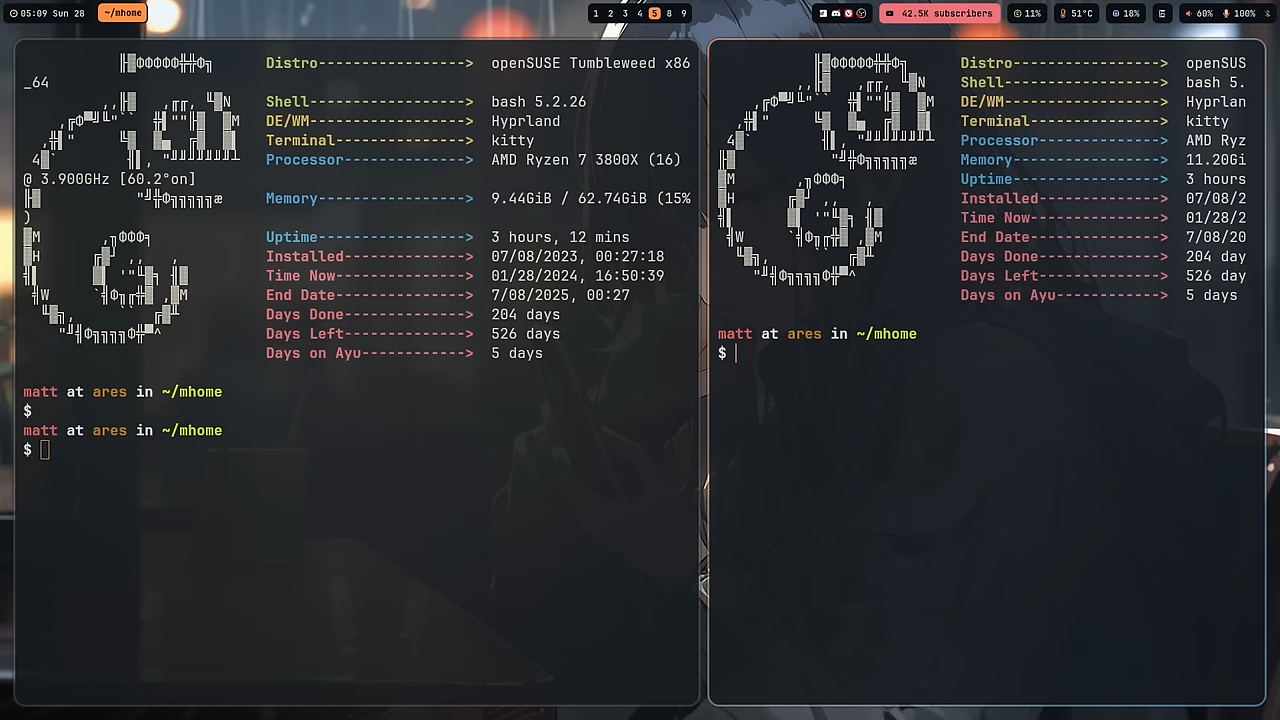 05:09 Sun 28 ~/mhome 1 2 3 4 5 8 9 42.5K subscribers 11% 51°C 18% 60% 100%
Distro------------------> openSUSE Tumbleweed x86
_64
Shell-------------------> bash 5.2.26
DE/WM-------------------> Hyprland
Terminal----------------> kitty
Processor---------------> AMD Ryzen 7 3800X (16)
@ 3.900GHz [60.2°on]
Memory------------------> 9.44GiB / 62.74GiB (15%
)
Uptime------------------> 3 hours, 12 mins
Installed---------------> 07/08/2023, 00:27:18
Time Now----------------> 01/28/2024, 16:50:39
End Date----------------> 7/08/2025, 00:27
Days Done---------------> 204 days
Days Left---------------> 526 days
Days on Ayu-------------> 5 days
matt at ares in ~/mhome
$
matt at ares in ~/mhome
$
Distro------------------> openSUS
Shell-------------------> bash 5.
DE/WM-------------------> Hyprlan
Terminal----------------> kitty
Processor---------------> AMD Ryz
Memory------------------> 11.20Gi
Uptime------------------> 3 hours
Installed---------------> 07/08/2
Time Now----------------> 01/28/2
End Date----------------> 7/08/20
Days Done---------------> 204 day
Days Left---------------> 526 day
Days on Ayu-------------> 5 days
matt at ares in ~/mhome
$